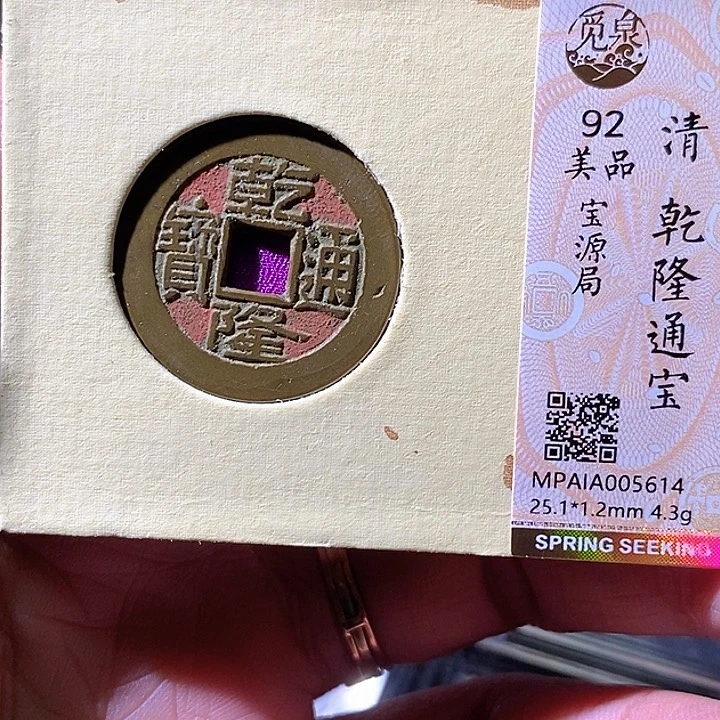 乾
隆
通
寶
觅泉
92
美品
宝源局
清 乾隆通宝
MPAIA005614
25.1*1.2mm 4.3g
SPRING SEEKING